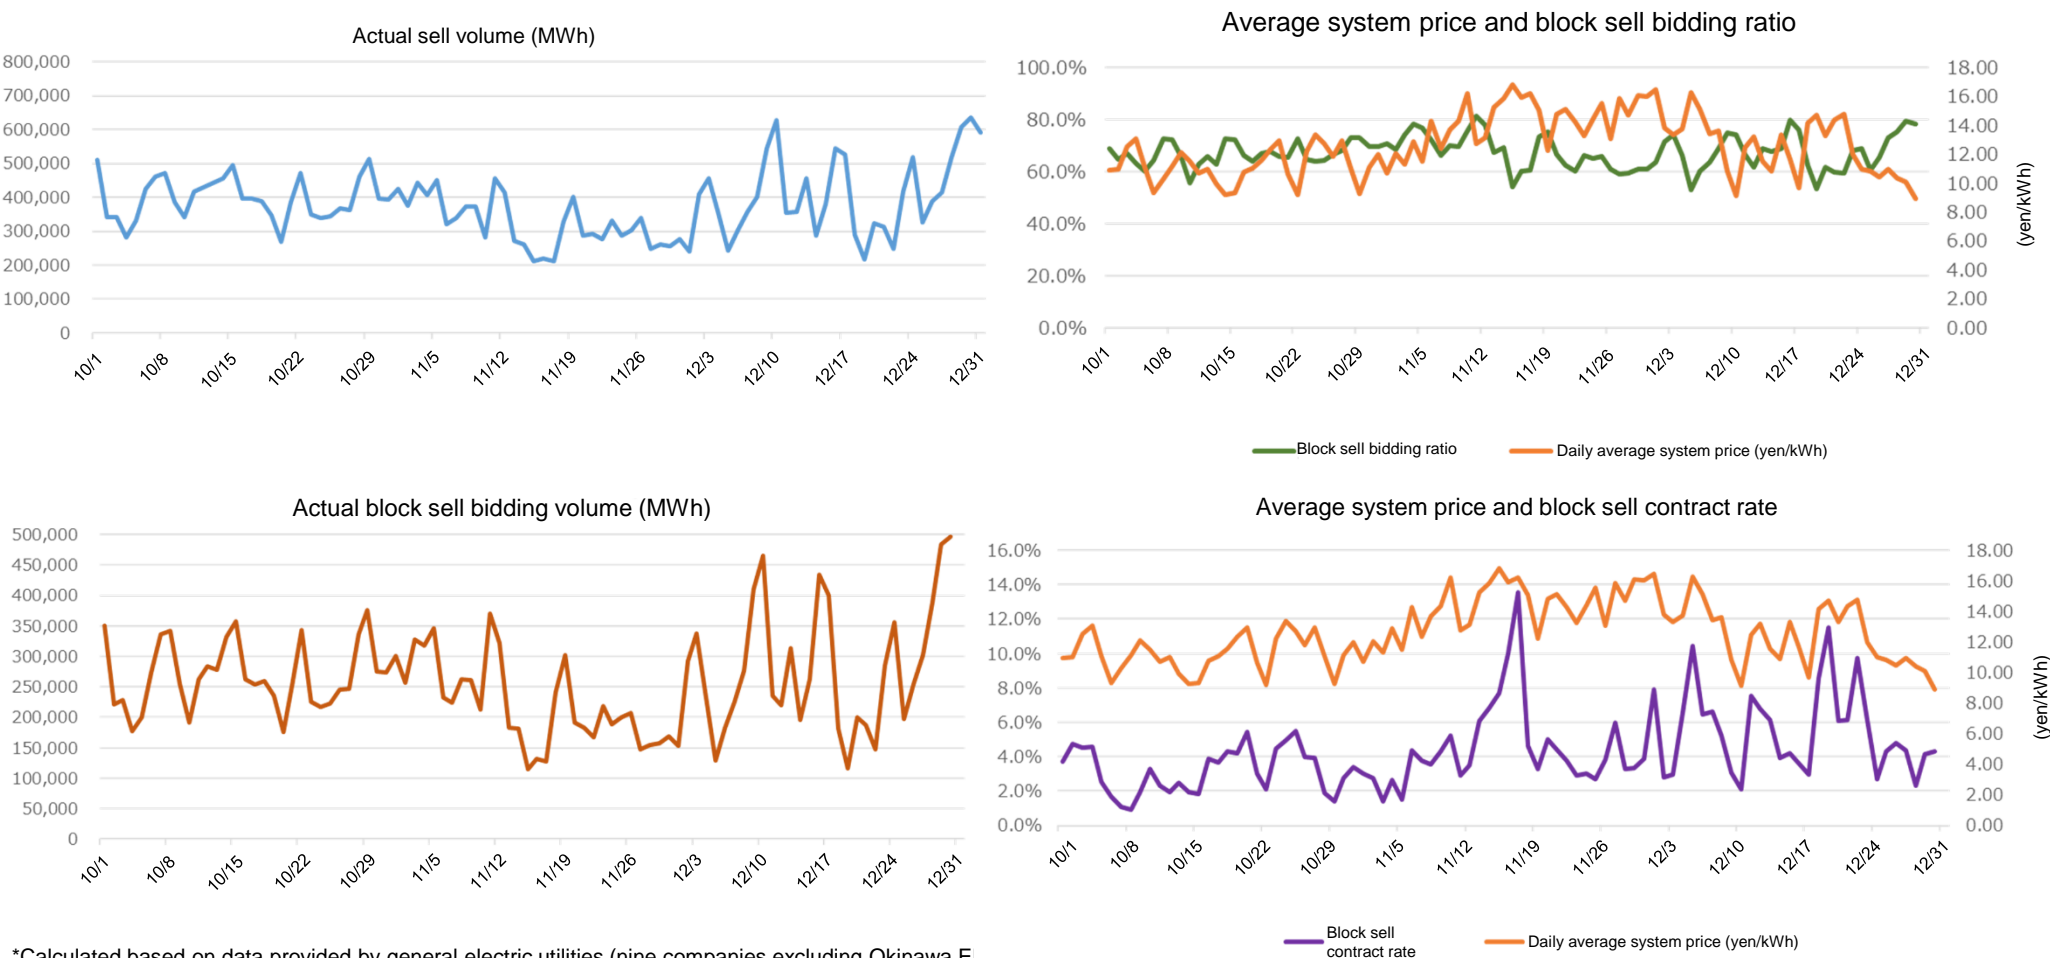 Actual sell volume (MWh)
800,000
700,000
600,000
500,000
400,000
300,000
200,000
100,000
0
10/1 10/8 10/15 10/22 10/29 11/5 11/12 11/19 11/26 12/3 12/10 12/17 12/24 12/31
Average system price and block sell bidding ratio
100.0% 18.00
80.0% 16.00
60.0% 14.00
40.0% 12.00
20.0% 10.00
0.0% 8.00
6.00
4.00
2.00
0.00
(yen/kWh)
10/1 10/8 10/15 10/22 10/29 11/5 11/12 11/19 11/26 12/3 12/10 12/17 12/24 12/31
Block sell bidding ratio Daily average system price (yen/kWh)
Actual block sell bidding volume (MWh)
500,000
450,000
400,000
350,000
300,000
250,000
200,000
150,000
100,000
50,000
0
10/1 10/8 10/15 10/22 10/29 11/5 11/12 11/19 11/26 12/3 12/10 12/17 12/24 12/31
Average system price and block sell contract rate
16.0% 18.00
14.0% 16.00
12.0% 14.00
10.0% 12.00
8.0% 10.00
6.0% 8.00
4.0% 6.00
2.0% 4.00
0.0% 2.00
0.00
(yen/kWh)
10/1 10/8 10/15 10/22 10/29 11/5 11/12 11/19 11/26 12/3 12/10 12/17 12/24 12/31
Block sell
contract rate
Daily average system price (yen/kWh)
*Calculated based on data provided by general electric utilities (nine companies excluding Okinawa